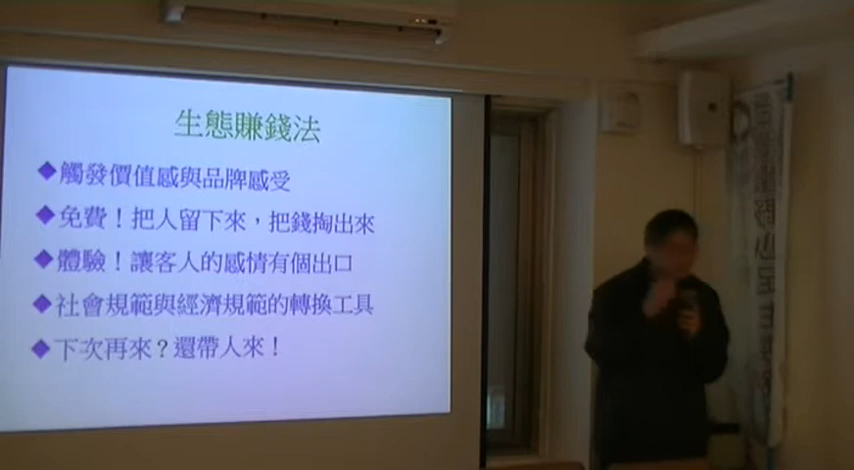 生態賺錢法
◆觸發價值感與品牌感受
◆免費！把人留下來，把錢掏出來
◆體驗！讓客人的感情有個出口
◆社會規範與經濟規範的轉換工具
◆下次再來？還帶人來！